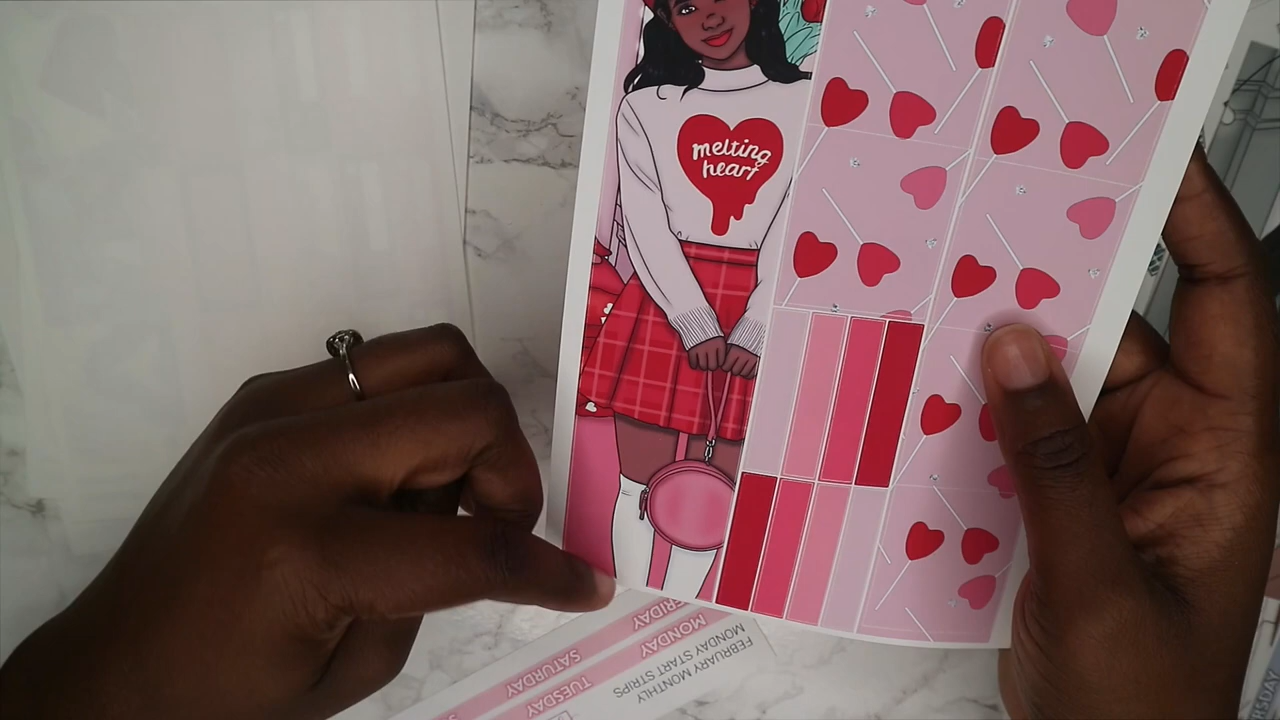 melting
heart
FEBRUARY MONTHLY
MONDAY START STRIPS
MONDAY
TUESDAY
FRIDAY
SATURDAY